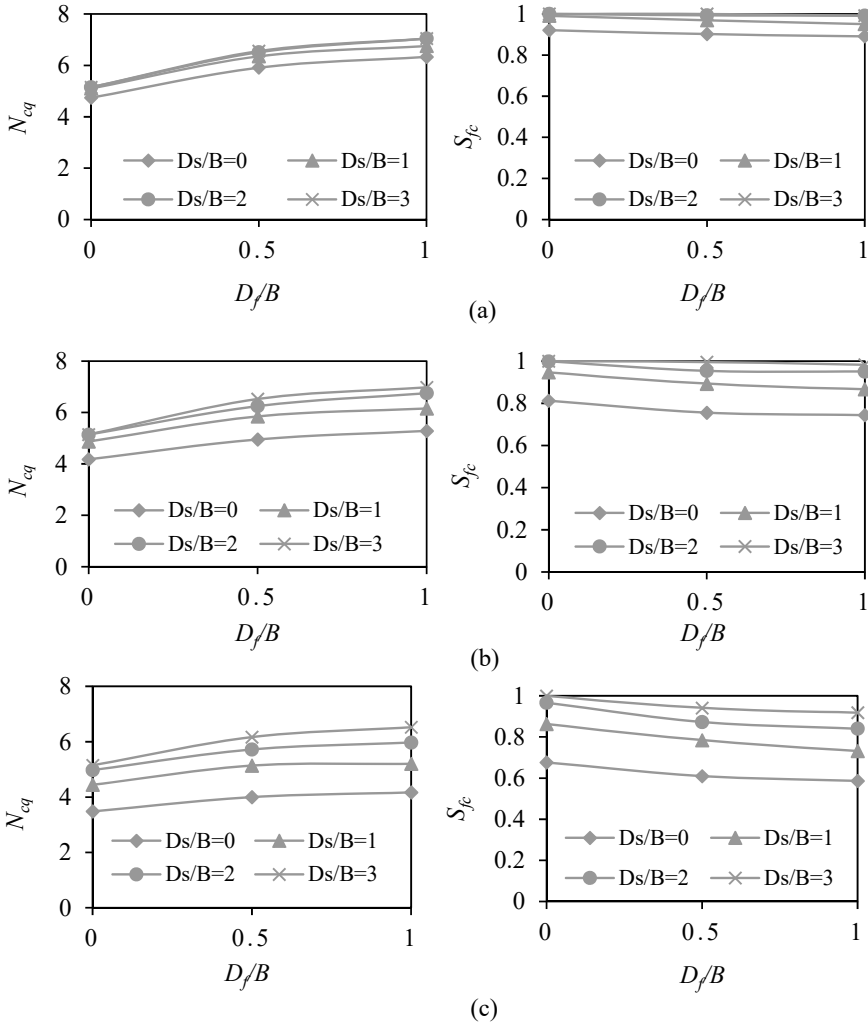 8
6
4
2
0
N_cq
Ds/B=0
Ds/B=1
Ds/B=2
Ds/B=3
0
0.5
1
D_f/B
1
0.8
0.6
0.4
0.2
0
S_fc
Ds/B=0
Ds/B=1
Ds/B=2
Ds/B=3
0
0.5
1
D_f/B
(a)
8
6
4
2
0
N_cq
Ds/B=0
Ds/B=1
Ds/B=2
Ds/B=3
0
0.5
1
D_f/B
1
0.8
0.6
0.4
0.2
0
S_fc
Ds/B=0
Ds/B=1
Ds/B=2
Ds/B=3
0
0.5
1
D_f/B
(b)
8
6
4
2
0
N_cq
Ds/B=0
Ds/B=1
Ds/B=2
Ds/B=3
0
0.5
1
D_f/B
1
0.8
0.6
0.4
0.2
0
S_fc
Ds/B=0
Ds/B=1
Ds/B=2
Ds/B=3
0
0.5
1
D_f/B
(c)